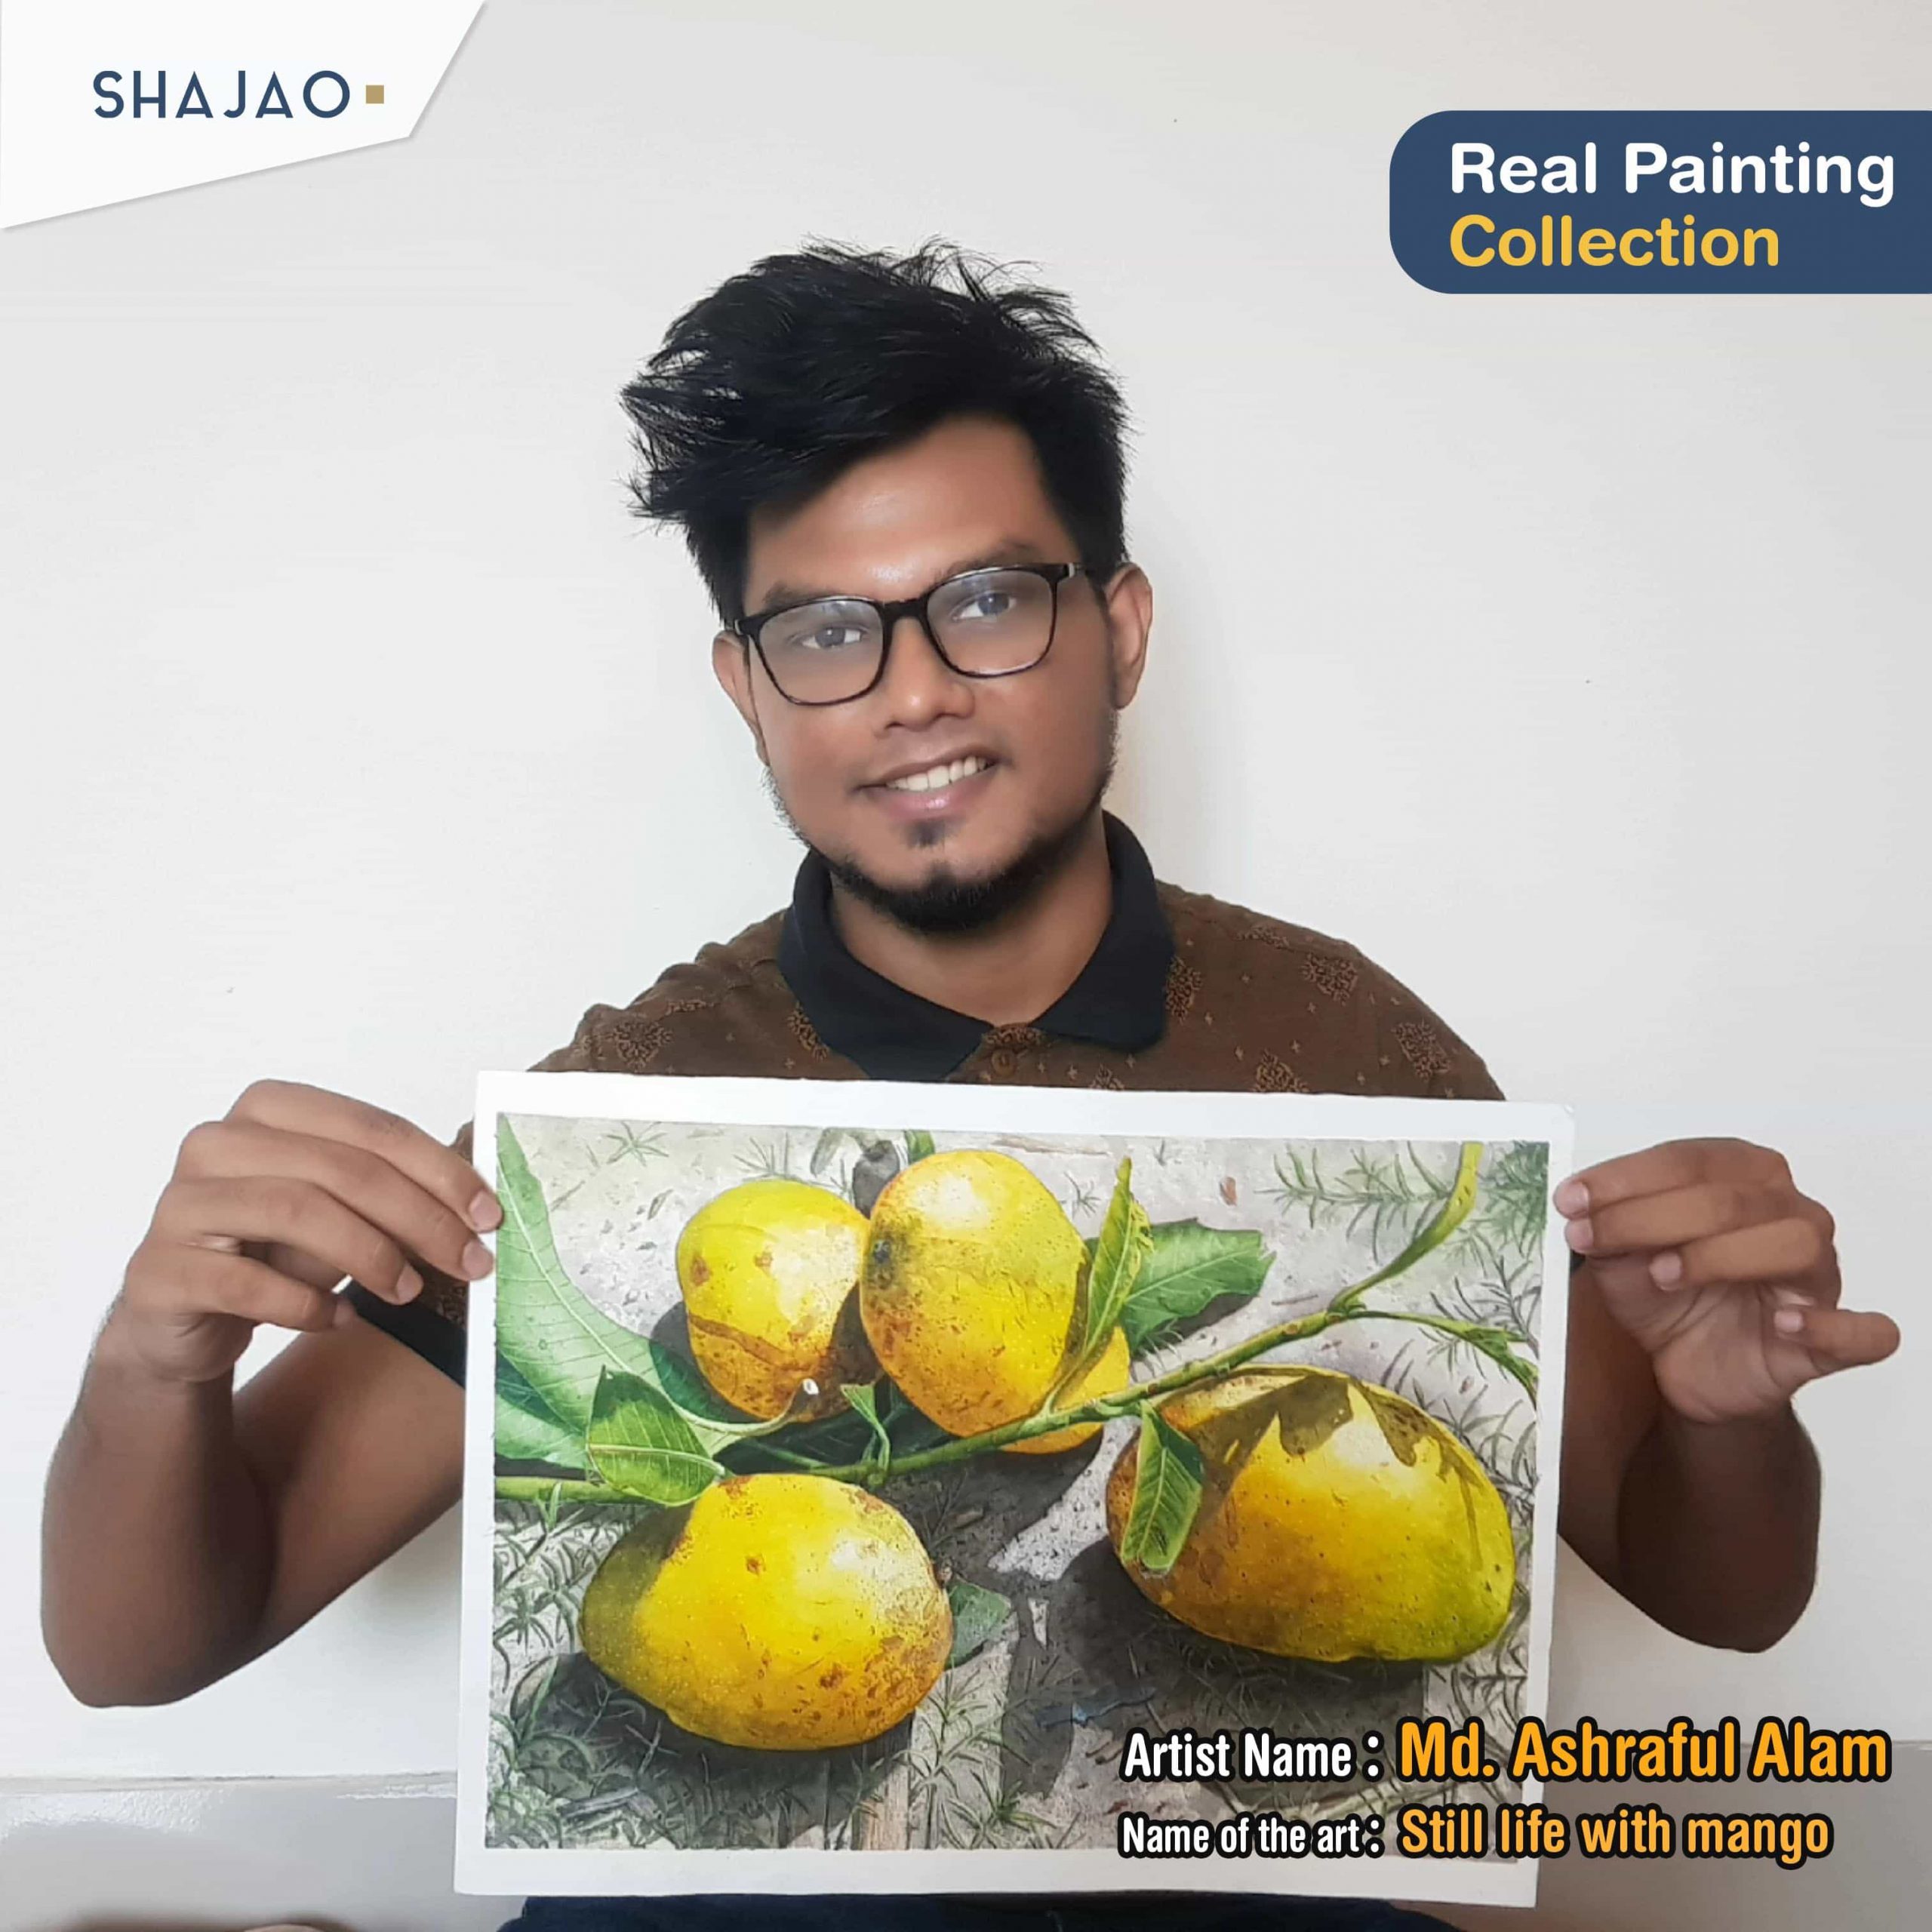 SHAJAO
Real Painting
Collection
Artist Name : Md. Ashraful Alam
Name of the art : Still life with mango